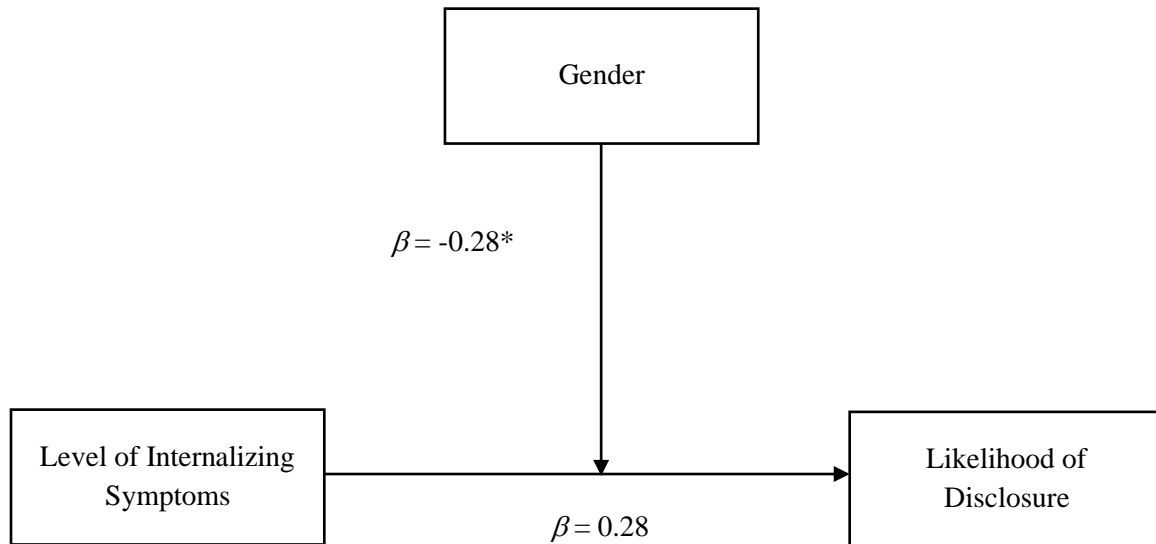 Gender
β = -0.28*
Level of Internalizing
Symptoms
Likelihood of
Disclosure
β = 0.28